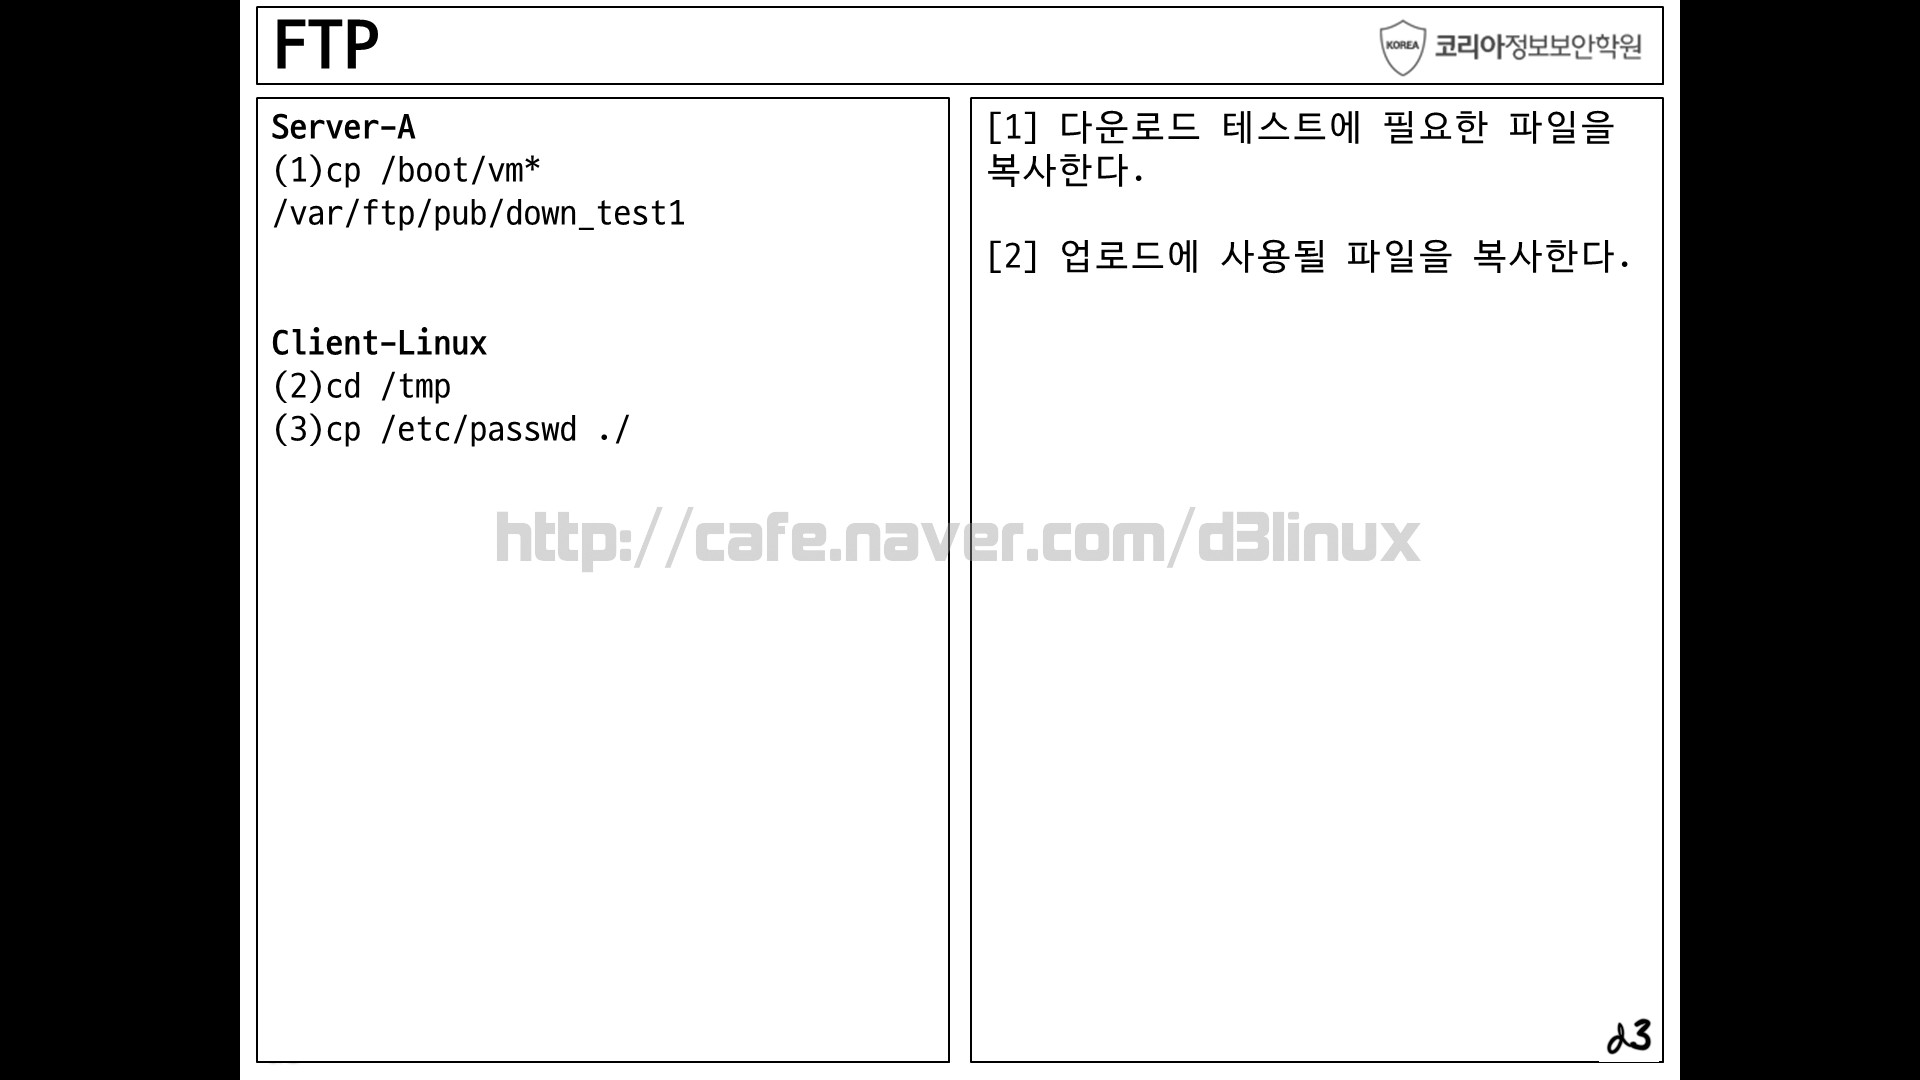 FTP
KOREA 코리아정보보안학원
Server-A
(1)cp /boot/vm*
/var/ftp/pub/down_test1
Client-Linux
(2)cd /tmp
(3)cp /etc/passwd ./
[1] 다운로드 테스트에 필요한 파일을
복사한다.
[2] 업로드에 사용될 파일을 복사한다.
http://cafe.naver.com/d3linux
d3